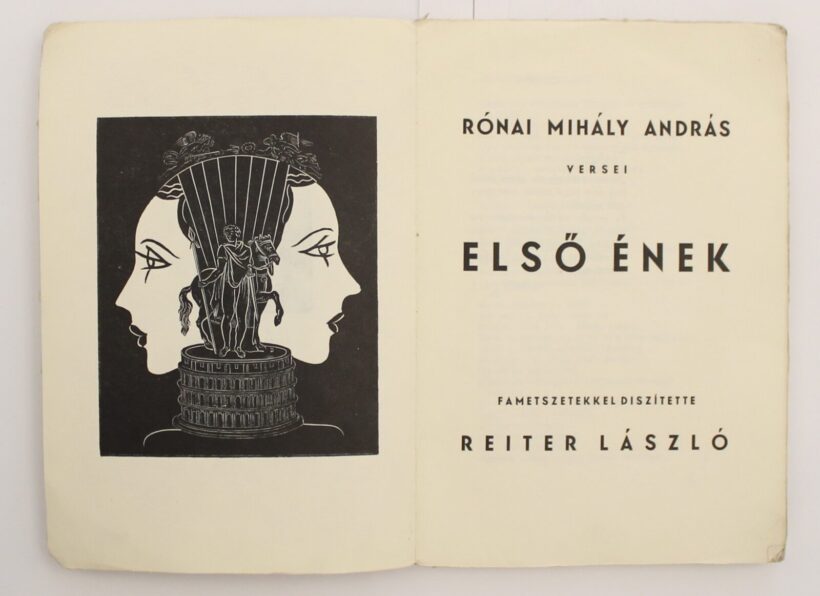 RÓNAI MIHÁLY ANDRÁS
VERSEI
ELSŐ ÉNEK
FAMETSZETEKKEL DISZÍTETTE
REITER LÁSZLÓ